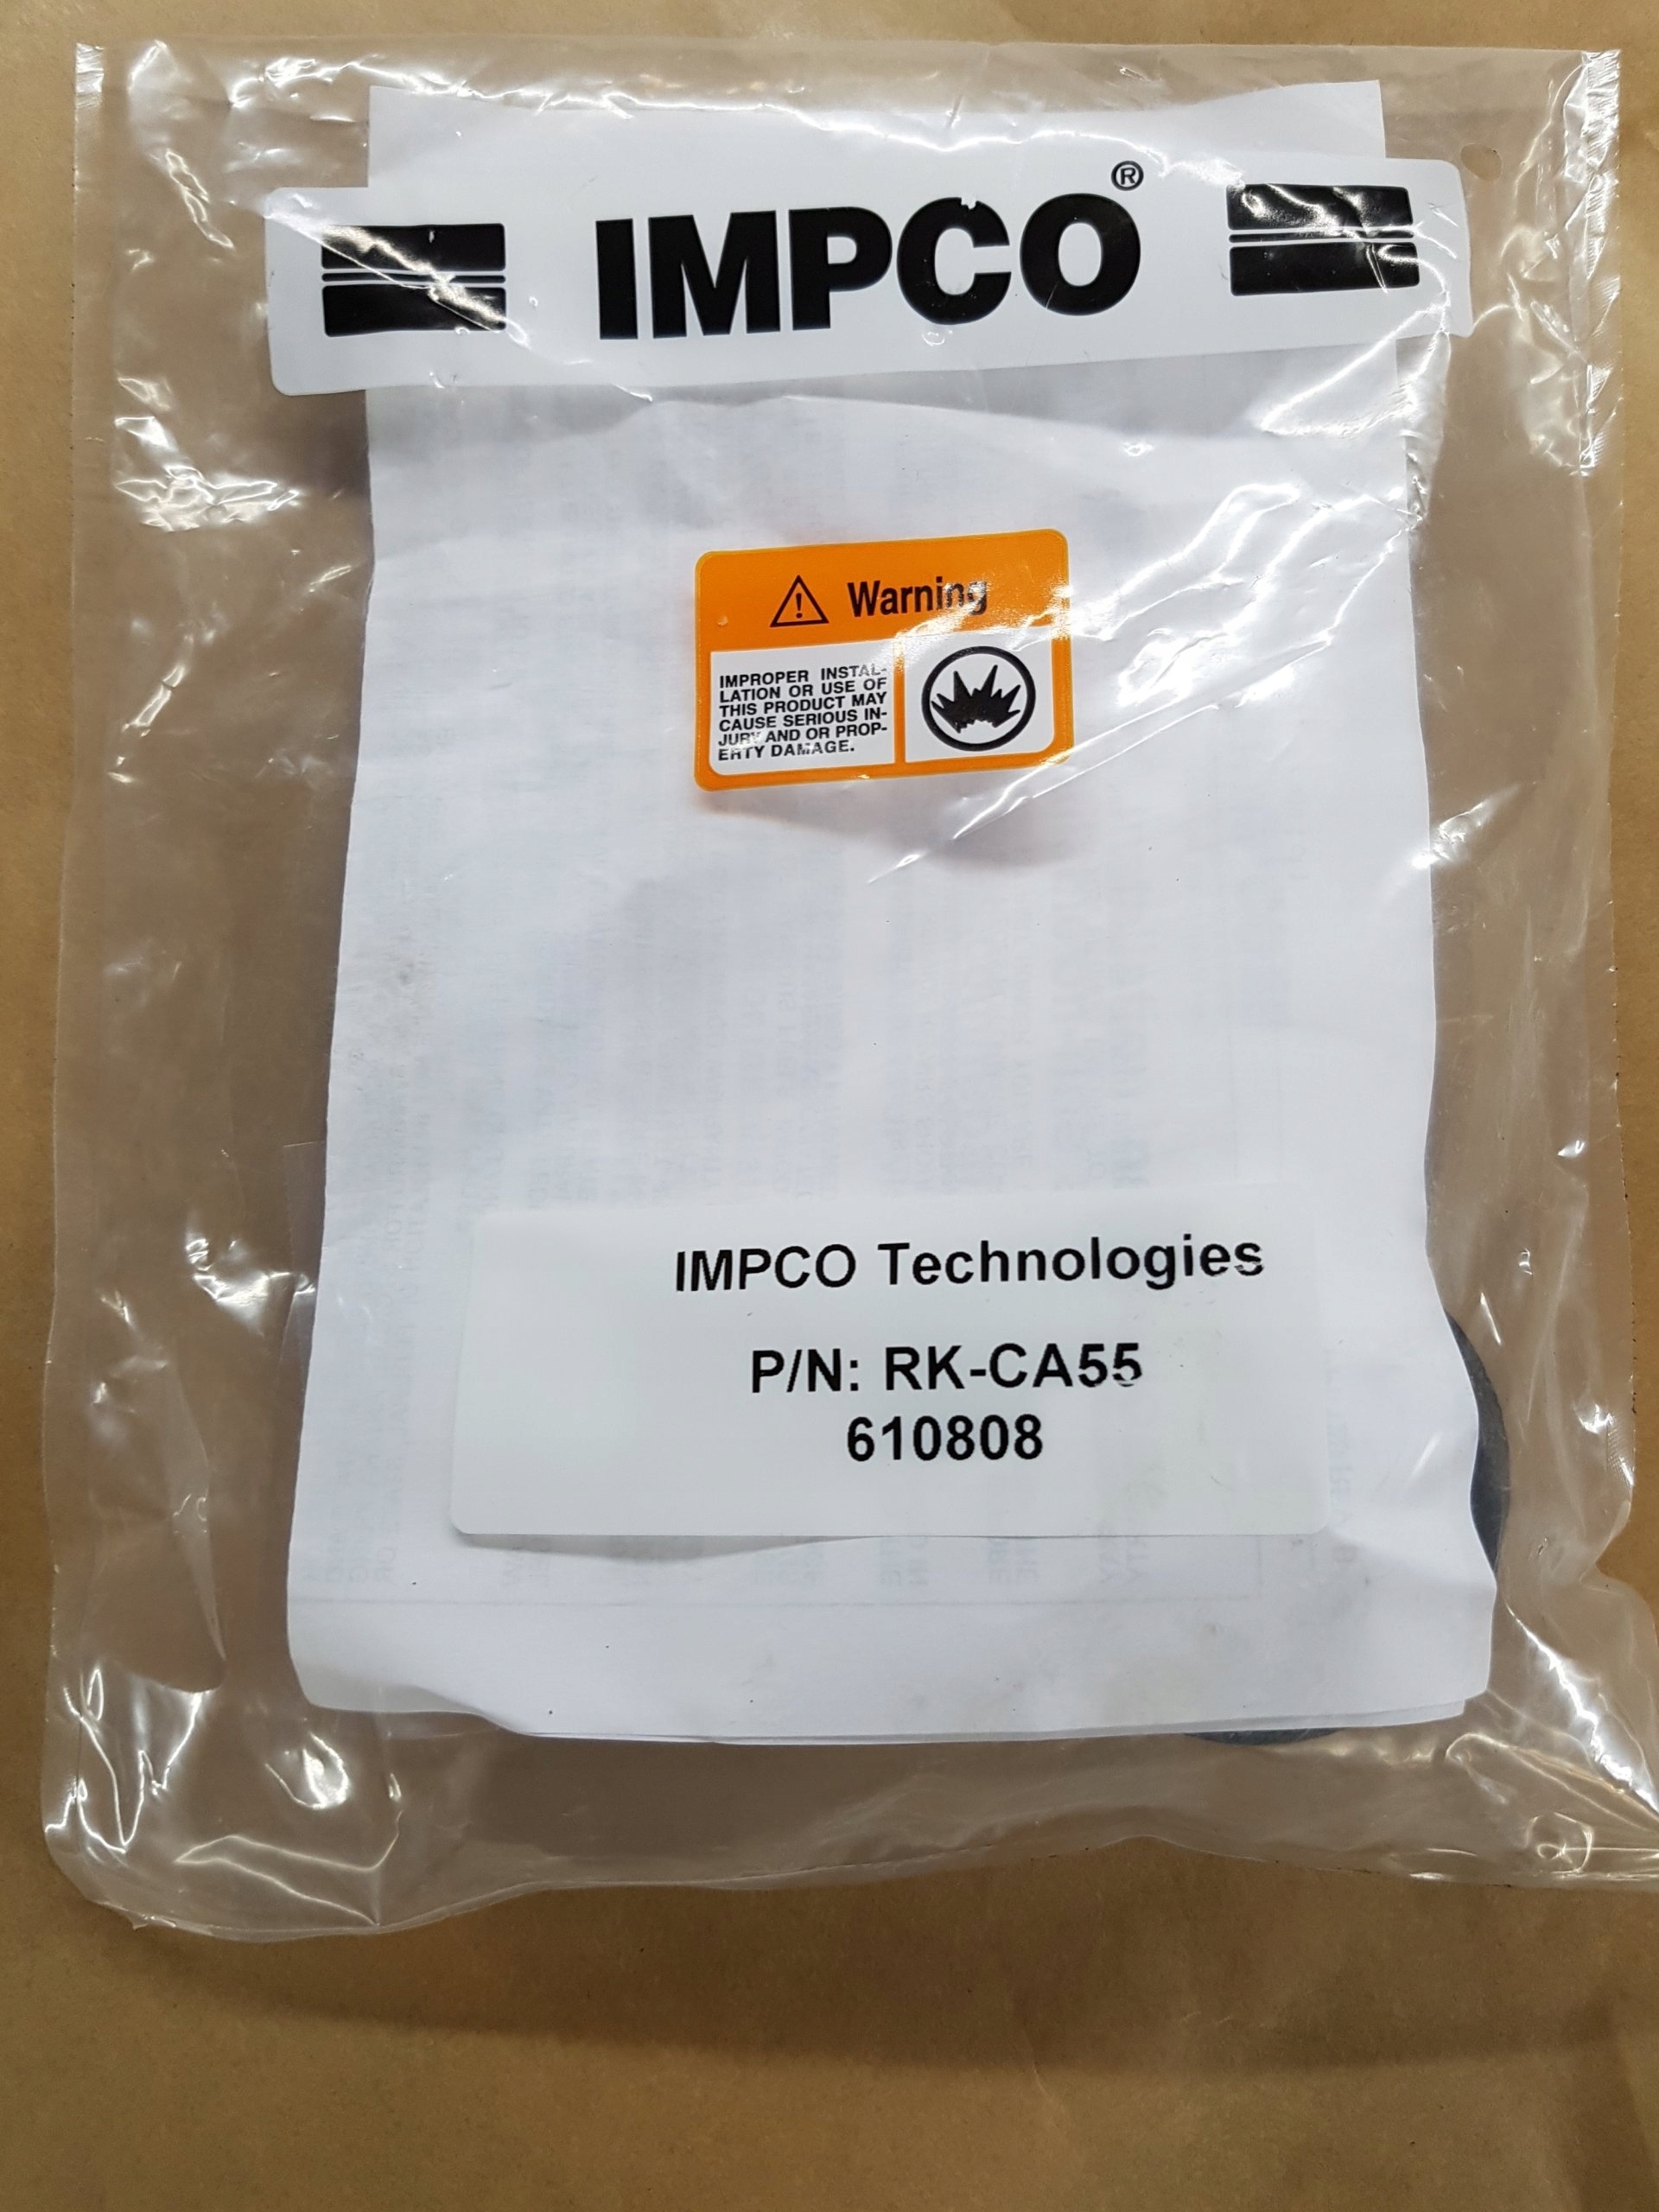 IMPCO®
Warning
IMPROPER INSTAL-
LATION OR USE OF
THIS PRODUCT MAY
CAUSE SERIOUS IN-
JURY AND OR PROP-
ERTY DAMAGE.
IMPCO Technologies
P/N: RK-CA55
610808